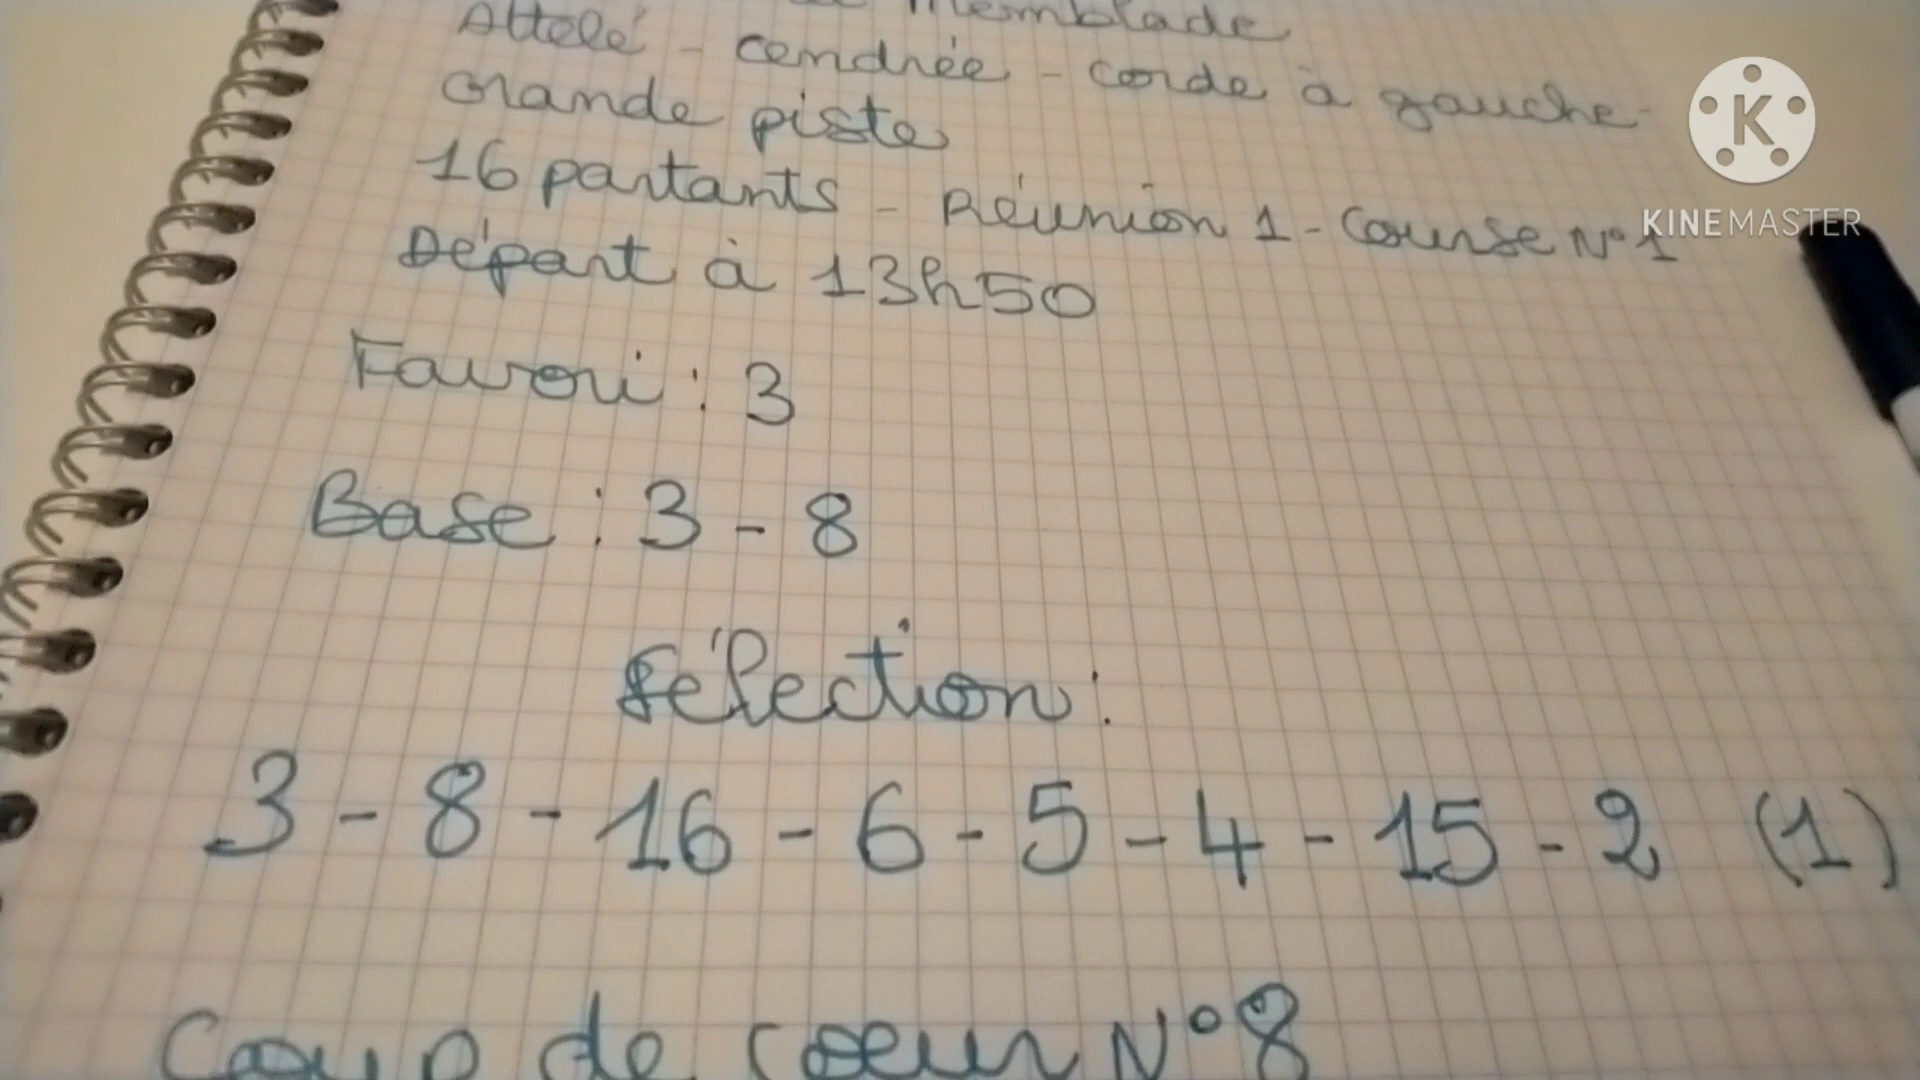 Memblade
Attelé - cendrée - corde à gauche -
Grande piste
16 partants - Réunion 1 - Course N°1
Départ à 13h50
Favori : 3
Base : 3 - 8
Sélection :
3 - 8 - 16 - 6 - 5 - 4 - 15 - 2 (1)
Coup de coeur N°8
K
KINEMASTER